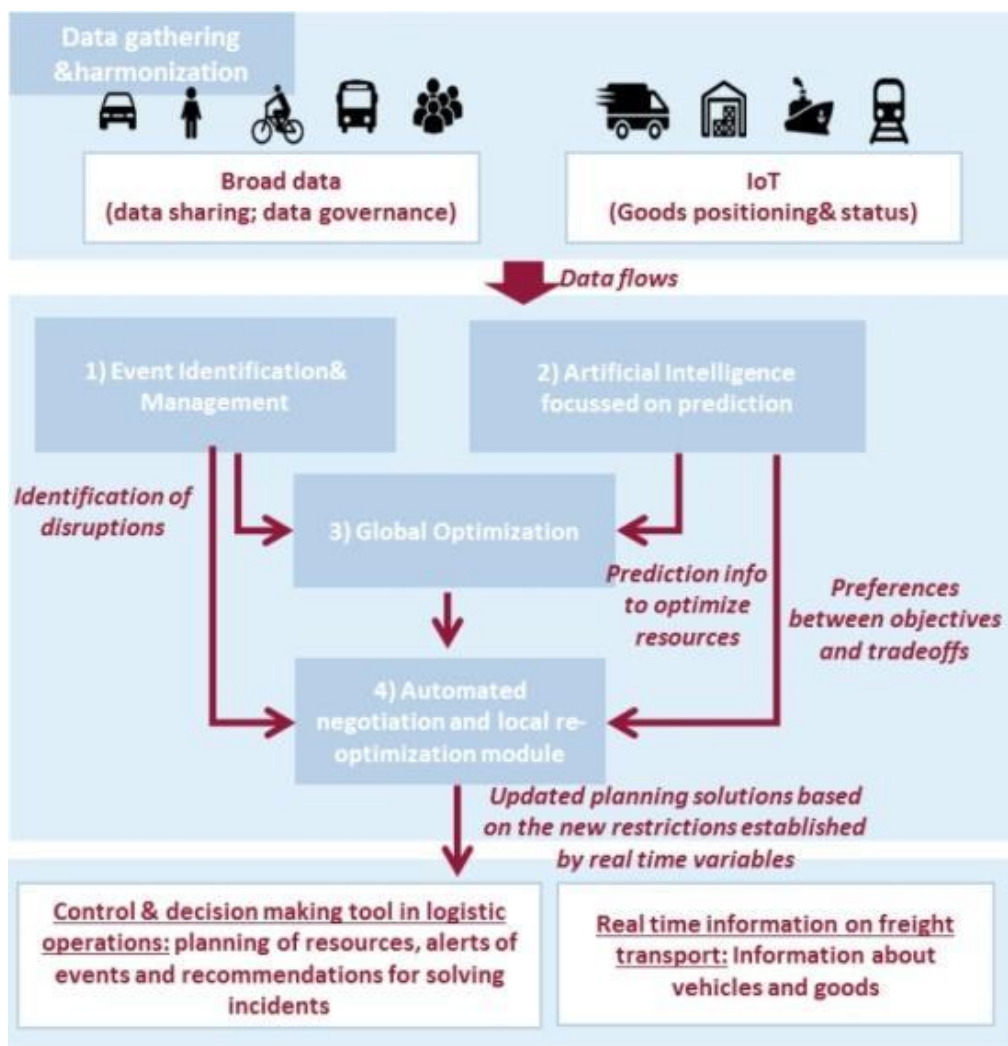 Data gathering
&harmonization
Broad data
(data sharing; data governance)
IoT
(Goods positioning& status)
Data flows
1) Event Identification&
Management
2) Artificial Intelligence
focussed on prediction
Identification of
disruptions
3) Global Optimization
Prediction info
to optimize
resources
Preferences
between objectives
and tradeoffs
4) Automated
negotiation and local re-
optimization module
Updated planning solutions based
on the new restrictions established
by real time variables
Control & decision making tool in logistic
operations: planning of resources, alerts of
events and recommendations for solving
incidents
Real time information on freight
transport: Information about
vehicles and goods